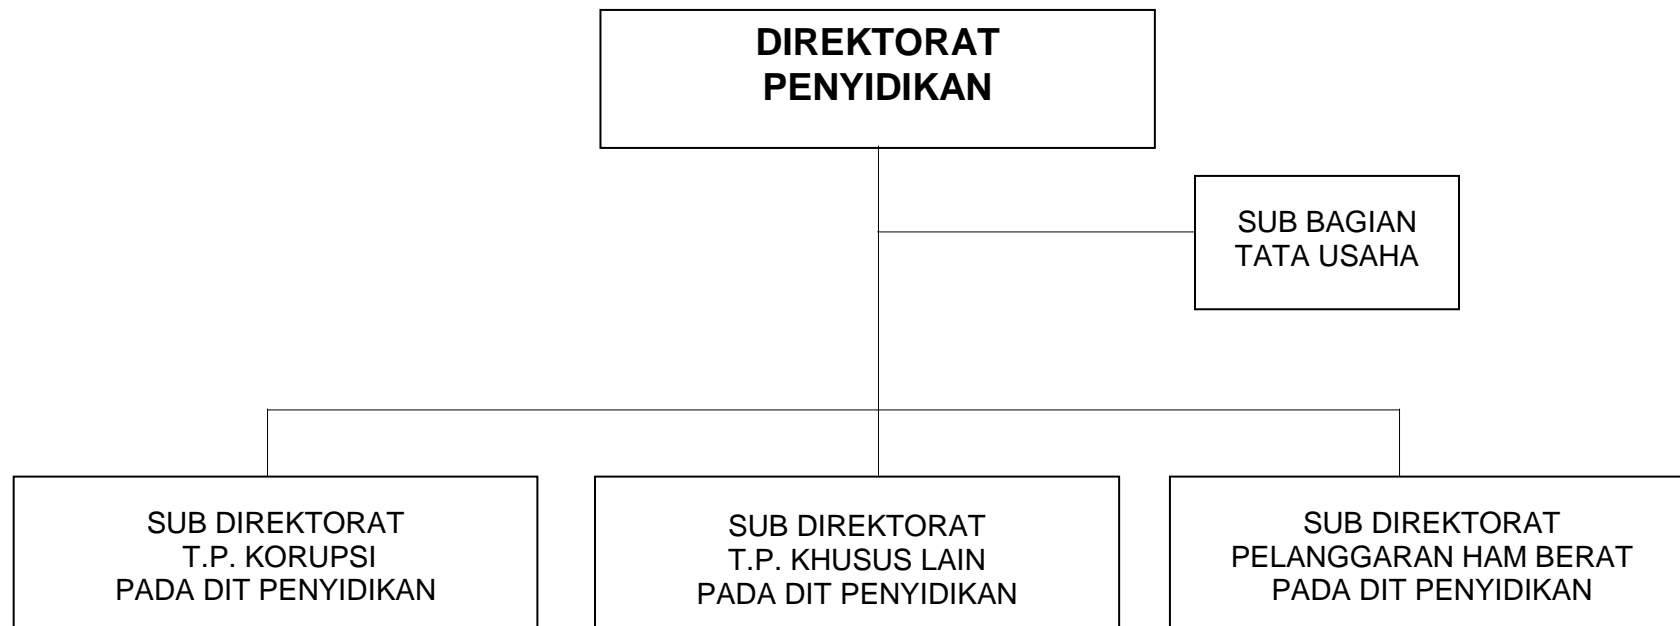 DIREKTORAT
PENYIDIKAN
SUB BAGIAN
TATA USAHA
SUB DIREKTORAT
T.P. KORUPSI
PADA DIT PENYIDIKAN
SUB DIREKTORAT
T.P. KHUSUS LAIN
PADA DIT PENYIDIKAN
SUB DIREKTORAT
PELANGGARAN HAM BERAT
PADA DIT PENYIDIKAN